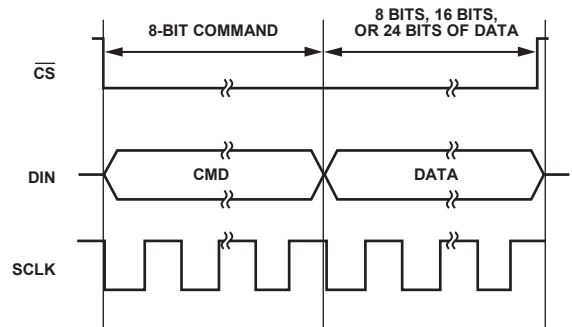 8-BIT COMMAND
8 BITS, 16 BITS,
OR 24 BITS OF DATA
CS
DIN
CMD
DATA
SCLK